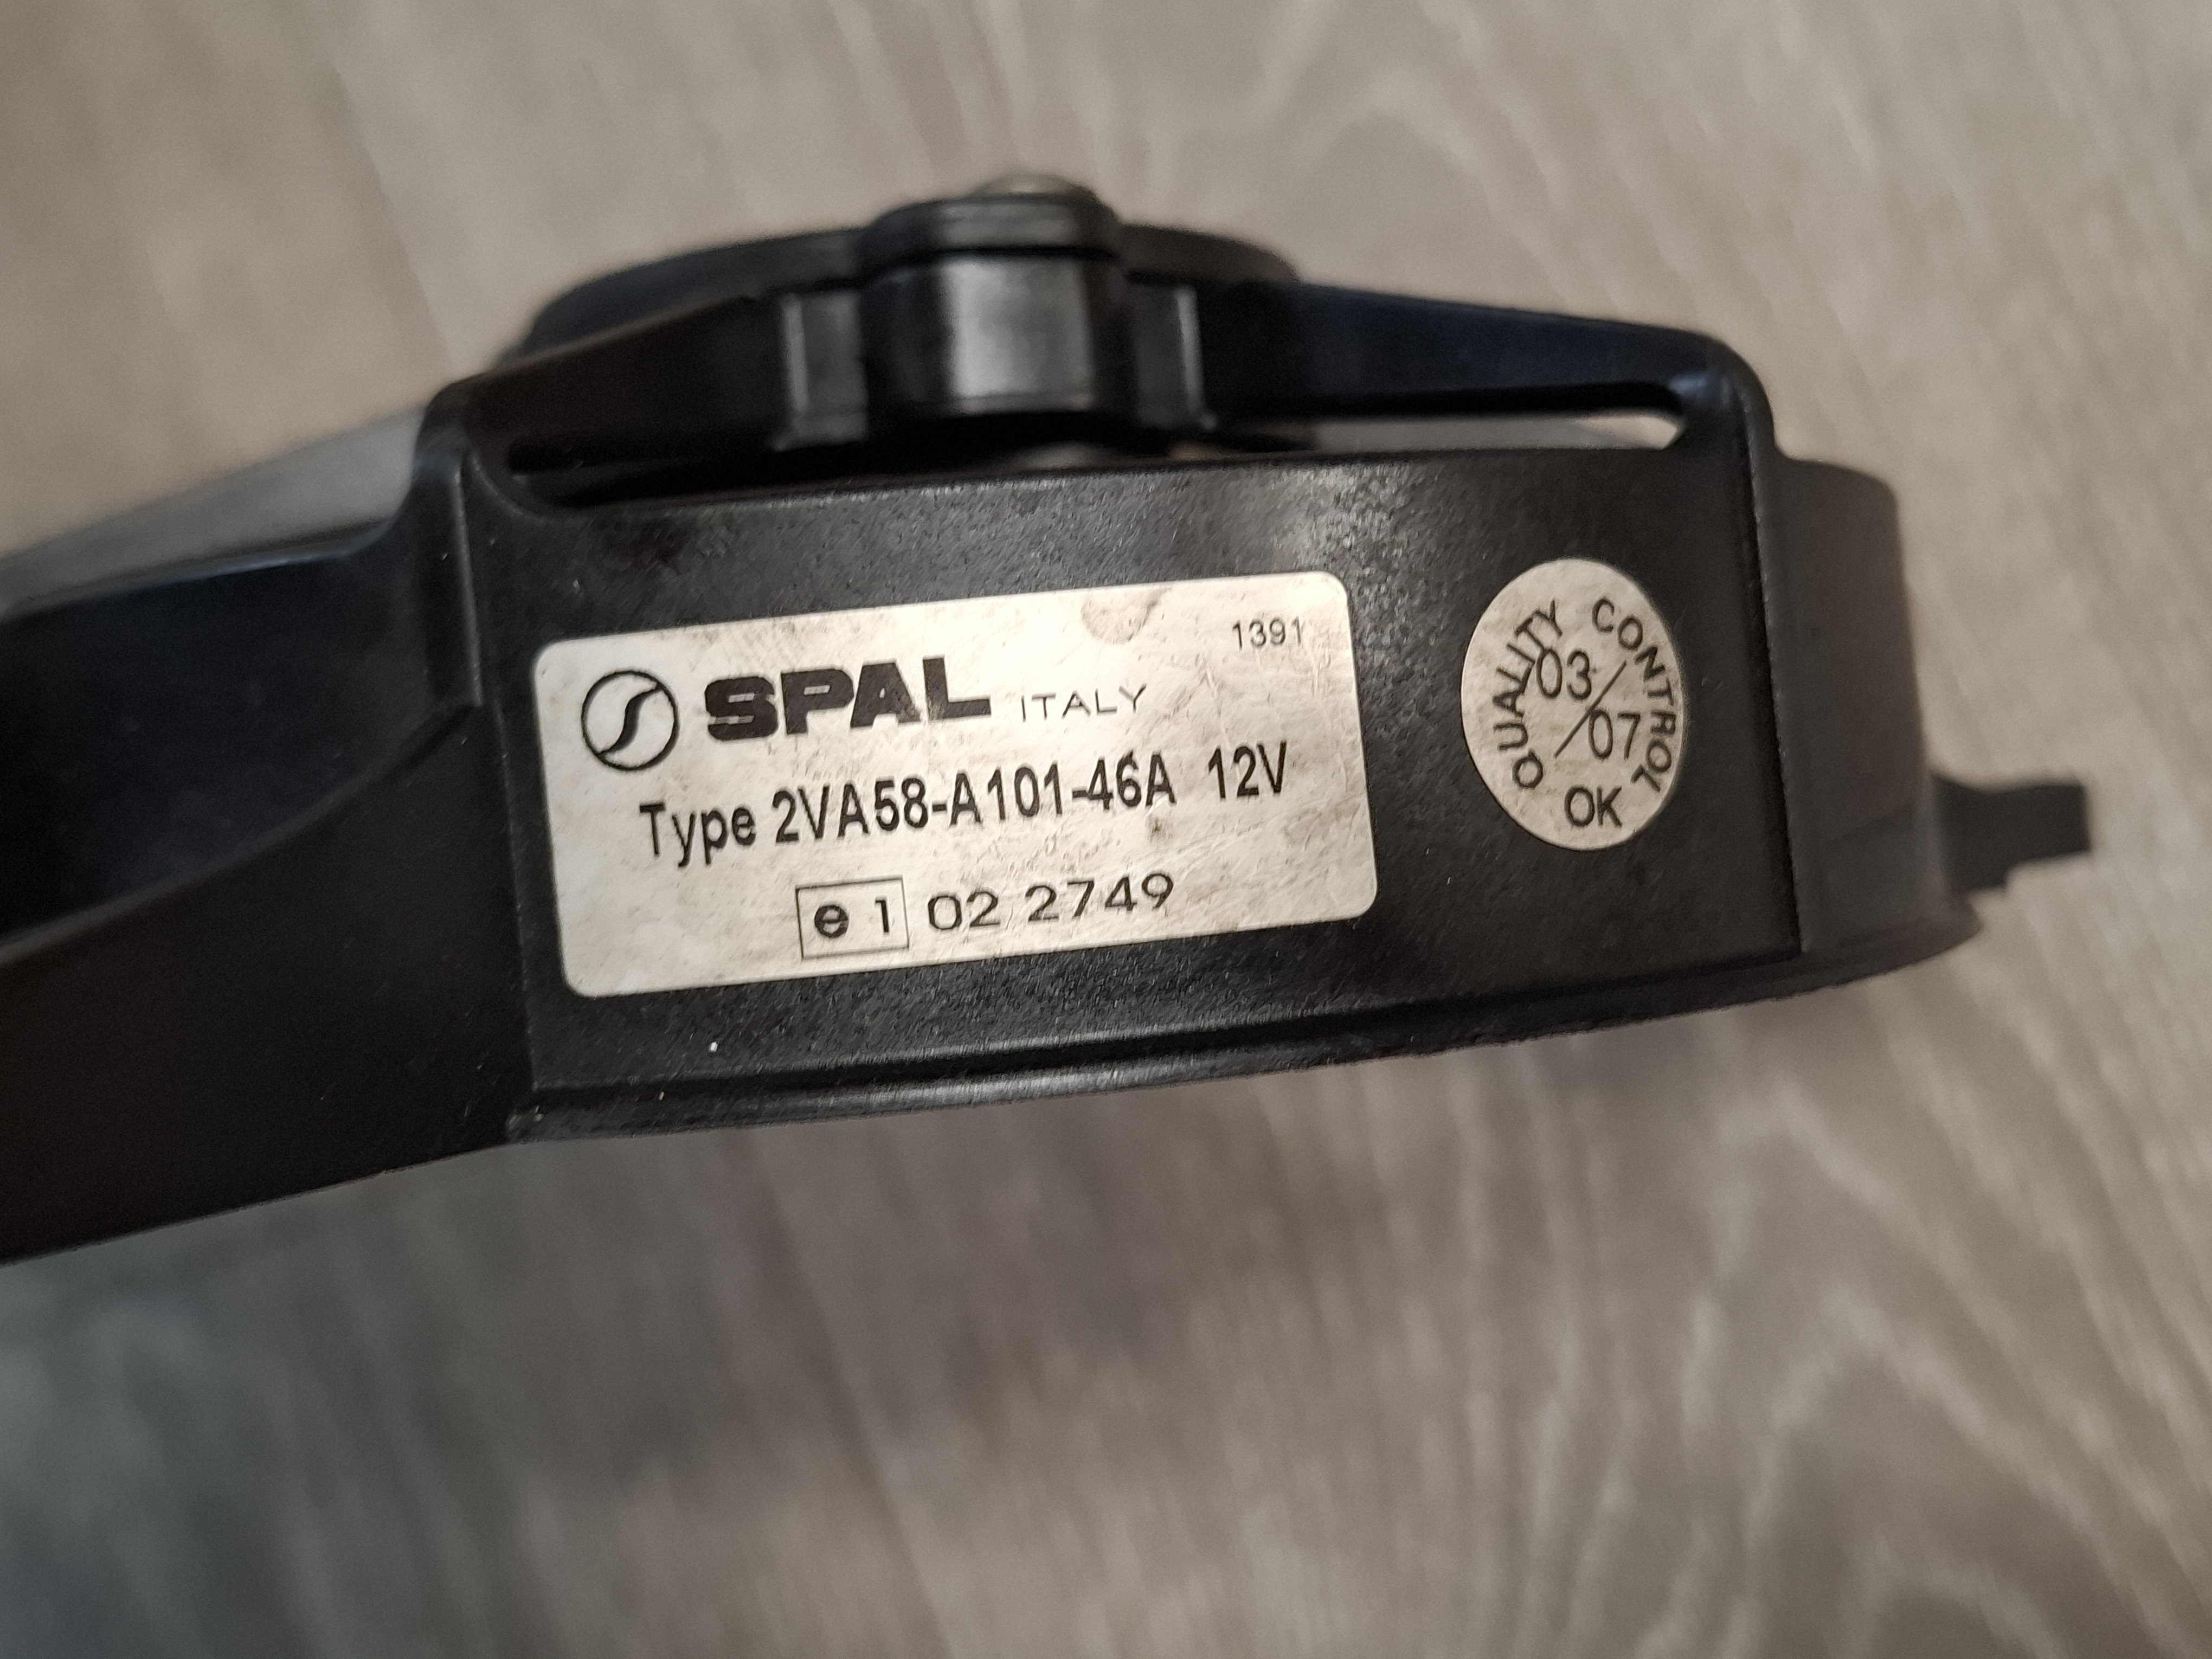 1391
SPAL ITALY
Type 2VA58-A101-46A 12V
e 1 02 2749
QUALITY CONTROL
03/07
OK